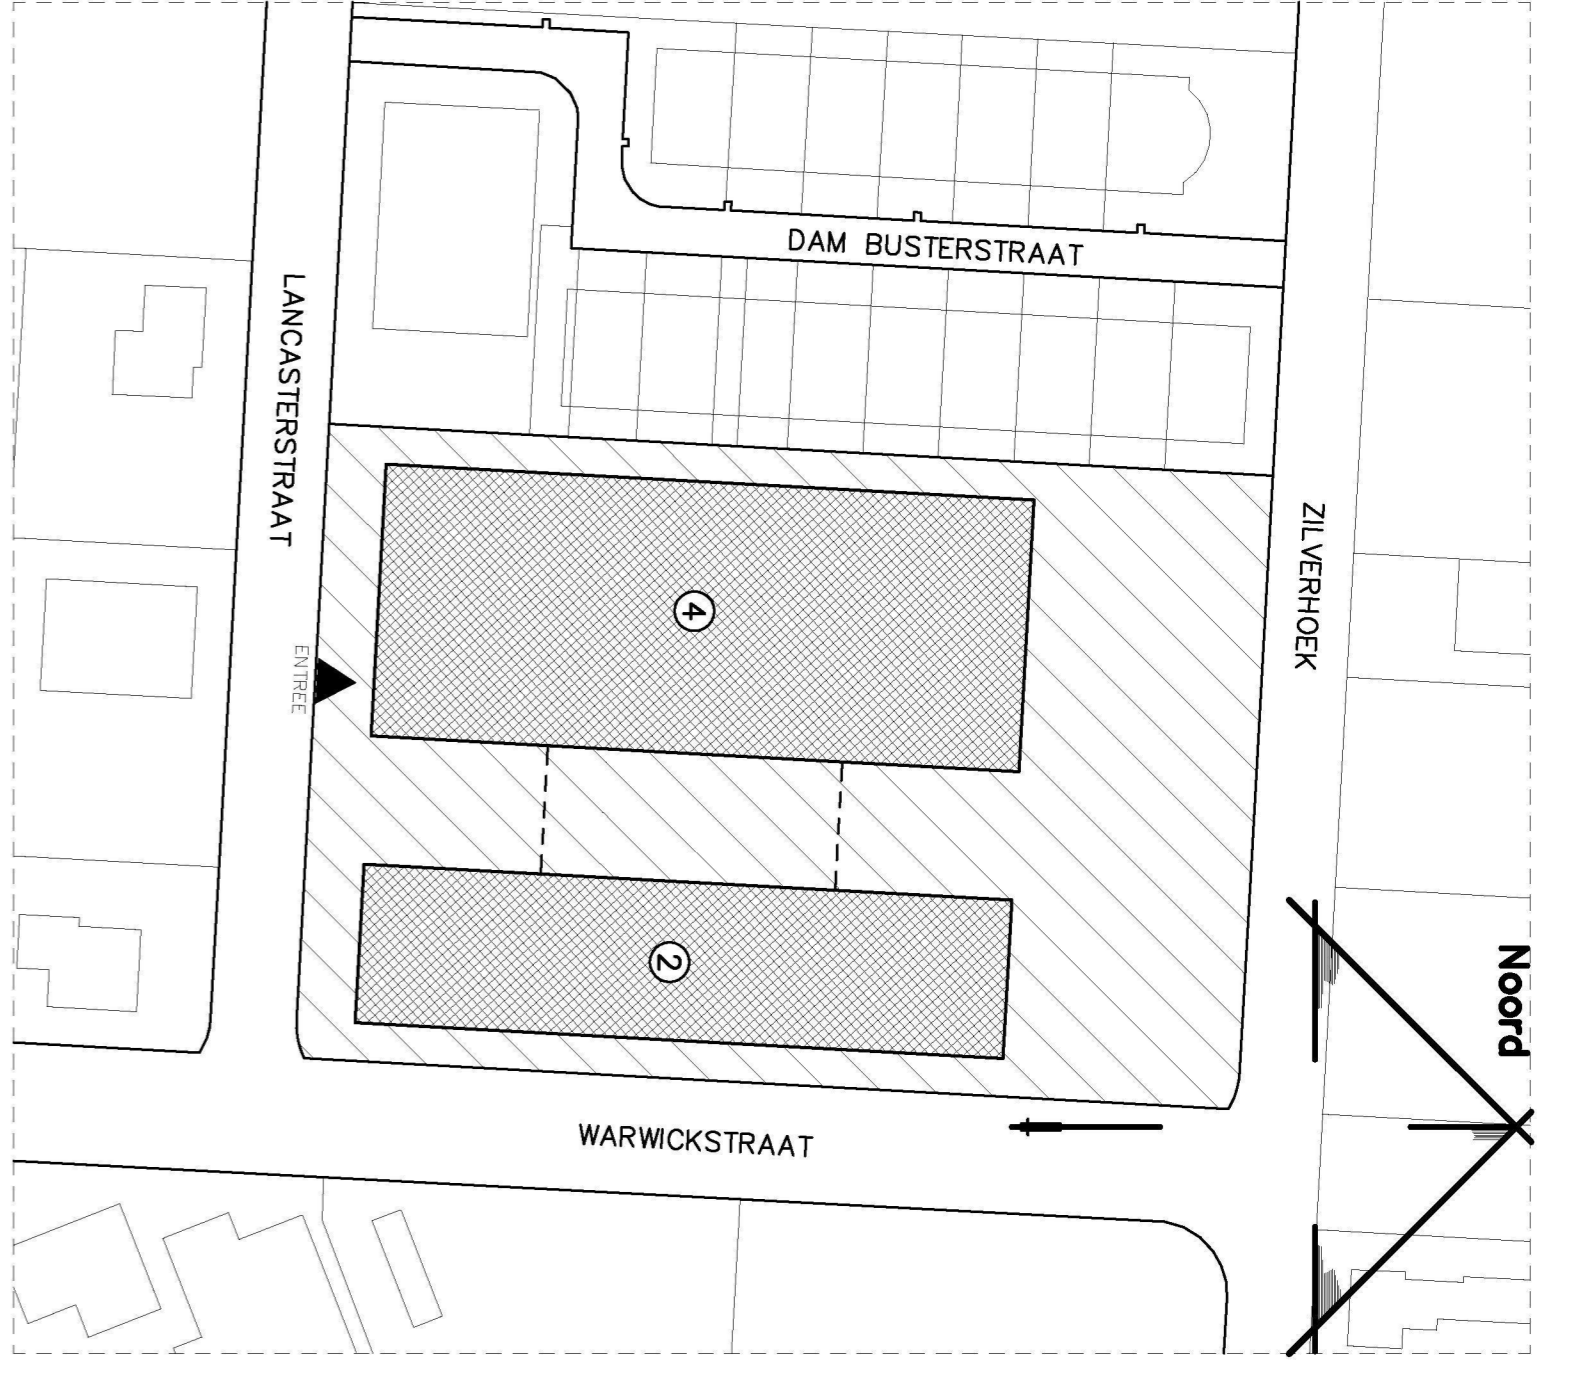 DAM BUSTERSTRAAT
LANCASTERSTRAAT
ZILVERHOEK
4
ENTREE
2
Noord
WARWICKSTRAAT